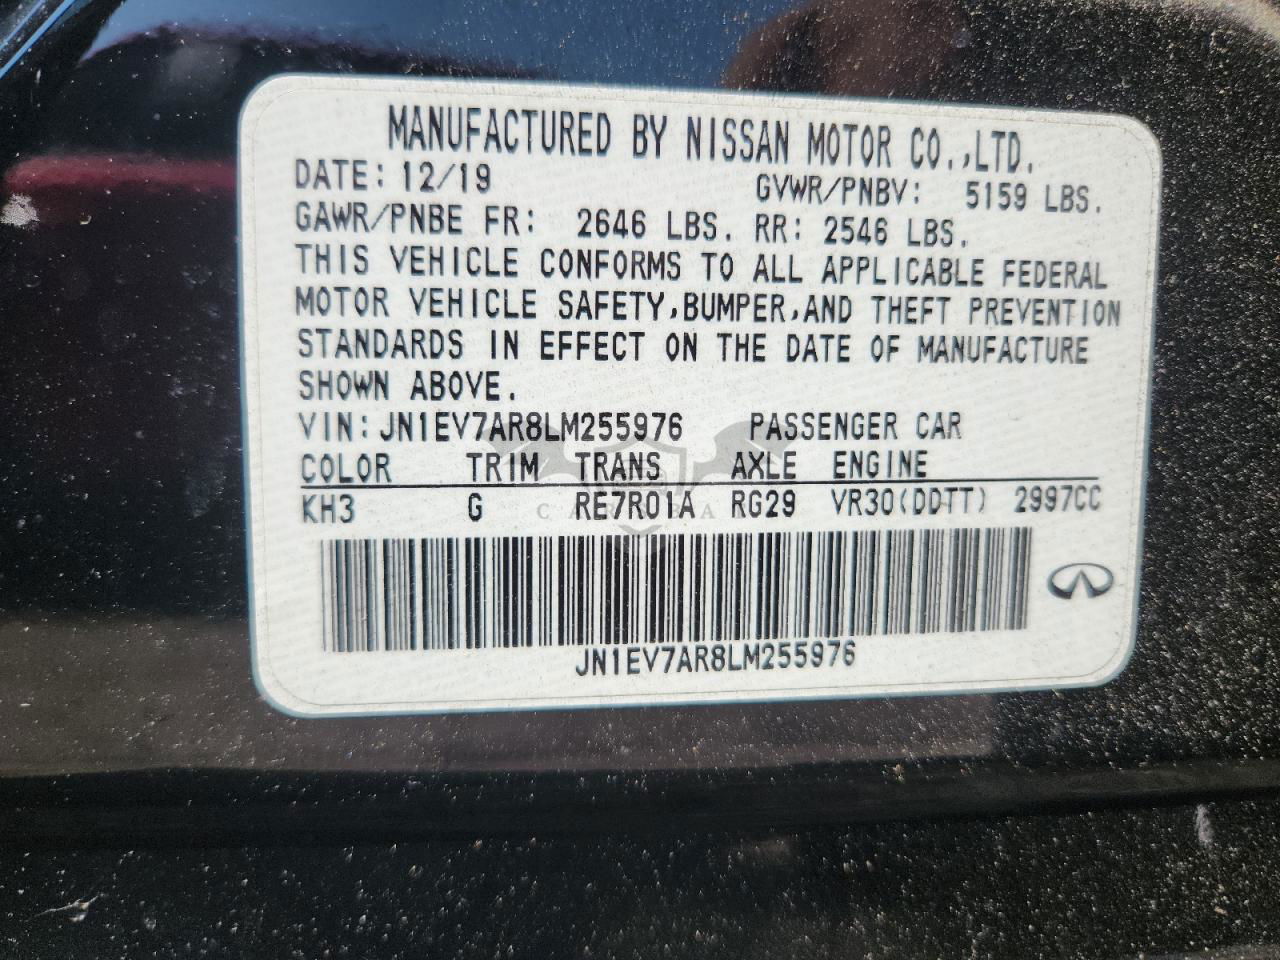 MANUFACTURED BY NISSAN MOTOR CO.,LTD.
DATE: 12/19 GVWR/PNBV: 5159 LBS.
GAWR/PNBE FR: 2646 LBS. RR: 2546 LBS.
THIS VEHICLE CONFORMS TO ALL APPLICABLE FEDERAL
MOTOR VEHICLE SAFETY,BUMPER,AND THEFT PREVENTION
STANDARDS IN EFFECT ON THE DATE OF MANUFACTURE
SHOWN ABOVE.
VIN:JN1EV7AR8LM255976 PASSENGER CAR
COLOR TRIM TRANS AXLE ENGINE
KH3 G RE7R01A RG29 VR30(DDTT) 2997CC
JN1EV7AR8LM255976